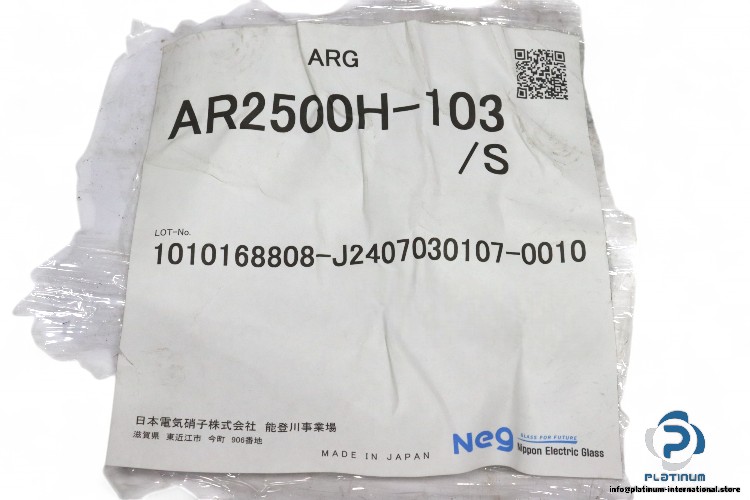 ARG
AR2500H-103
/S
LOT-No.
1010168808-J2407030107-0010
日本電気硝子株式会社 能登川事業場
滋賀県 東近江市 今町 906番地
MADE IN JAPAN
Neg
GLASS FOR FUTURE
Nippon Electric Glass
PLATINUM
info@platinum-international.store